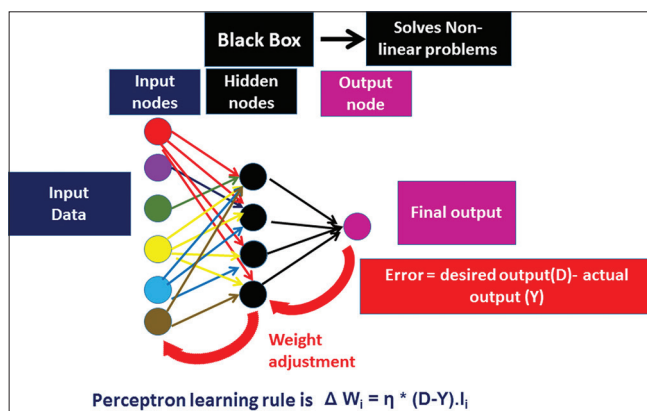 Black Box
Solves Non-
linear problems
Input
nodes
Hidden
nodes
Output
node
Input
Data
Final output
Error = desired output(D)- actual
output (Y)
Weight
adjustment
Perceptron learning rule is Δ Wᵢ = η * (D-Y).Iᵢ